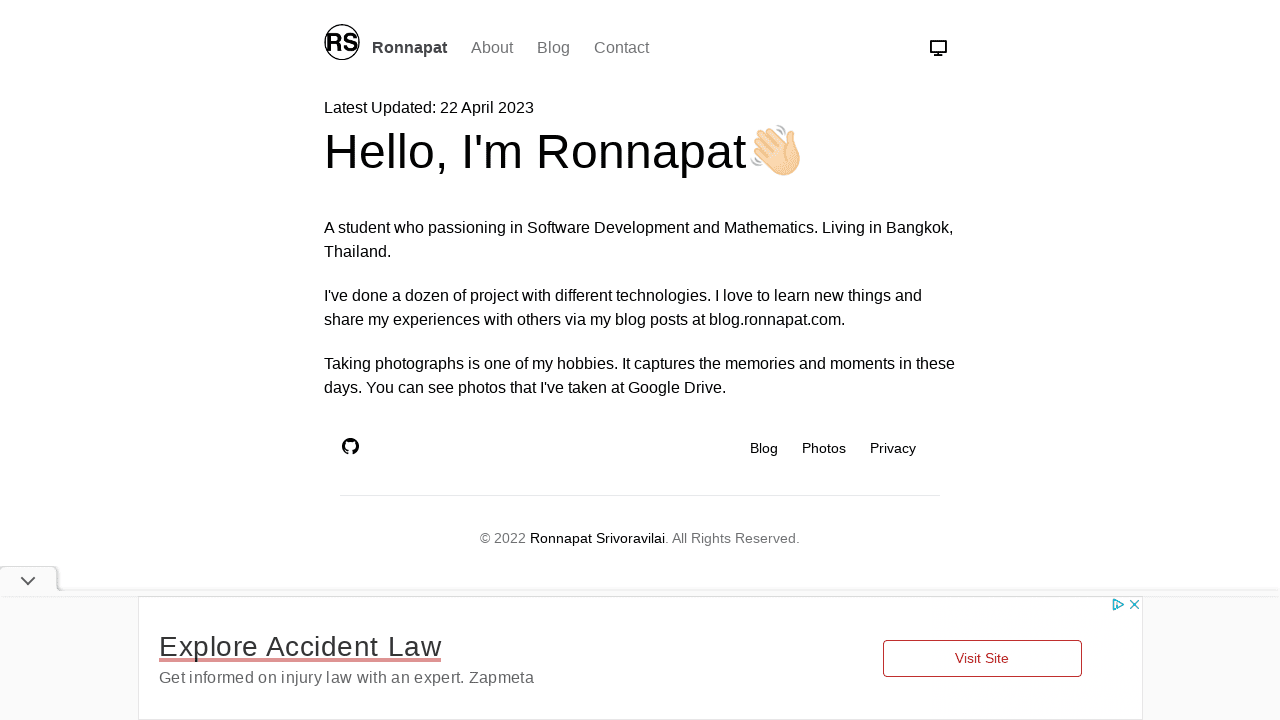 RS
Ronnapat About Blog Contact
Latest Updated: 22 April 2023
Hello, I'm Ronnapat👋🏻
A student who passioning in Software Development and Mathematics. Living in Bangkok,
Thailand.
I've done a dozen of project with different technologies. I love to learn new things and
share my experiences with others via my blog posts at blog.ronnapat.com.
Taking photographs is one of my hobbies. It captures the memories and moments in these
days. You can see photos that I've taken at Google Drive.
Blog Photos Privacy
© 2022 Ronnapat Srivoravilai. All Rights Reserved.
Explore Accident Law
Get informed on injury law with an expert. Zapmeta
Visit Site